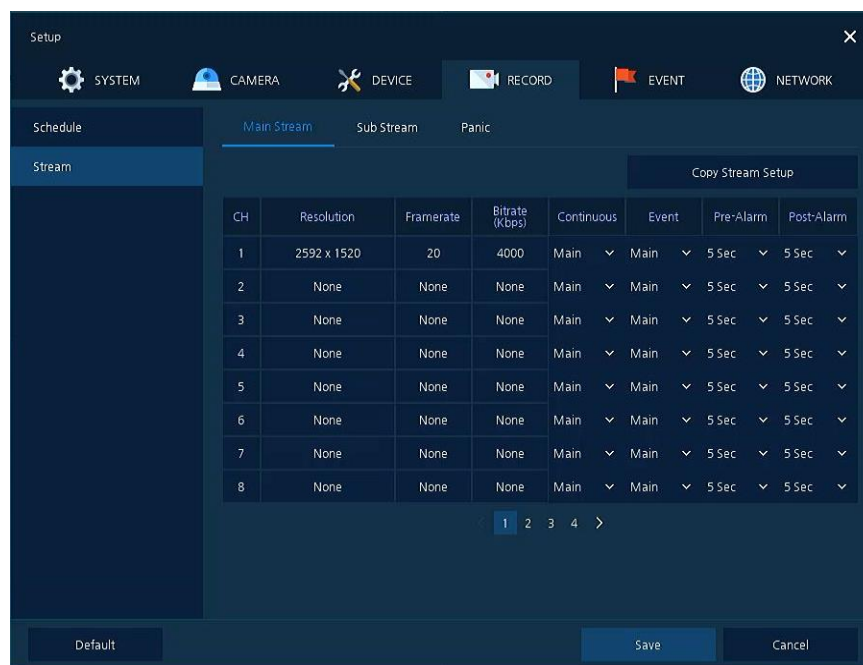 Setup
SYSTEM CAMERA DEVICE RECORD EVENT NETWORK
Schedule
Stream
Main Stream Sub Stream Panic
Copy Stream Setup
CH Resolution Framerate Bitrate (Kbps) Continuous Event Pre-Alarm Post-Alarm
1 2592 x 1520 20 4000 Main Main 5 Sec 5 Sec
2 None None None Main Main 5 Sec 5 Sec
3 None None None Main Main 5 Sec 5 Sec
4 None None None Main Main 5 Sec 5 Sec
5 None None None Main Main 5 Sec 5 Sec
6 None None None Main Main 5 Sec 5 Sec
7 None None None Main Main 5 Sec 5 Sec
8 None None None Main Main 5 Sec 5 Sec
1 2 3 4
Default Save Cancel